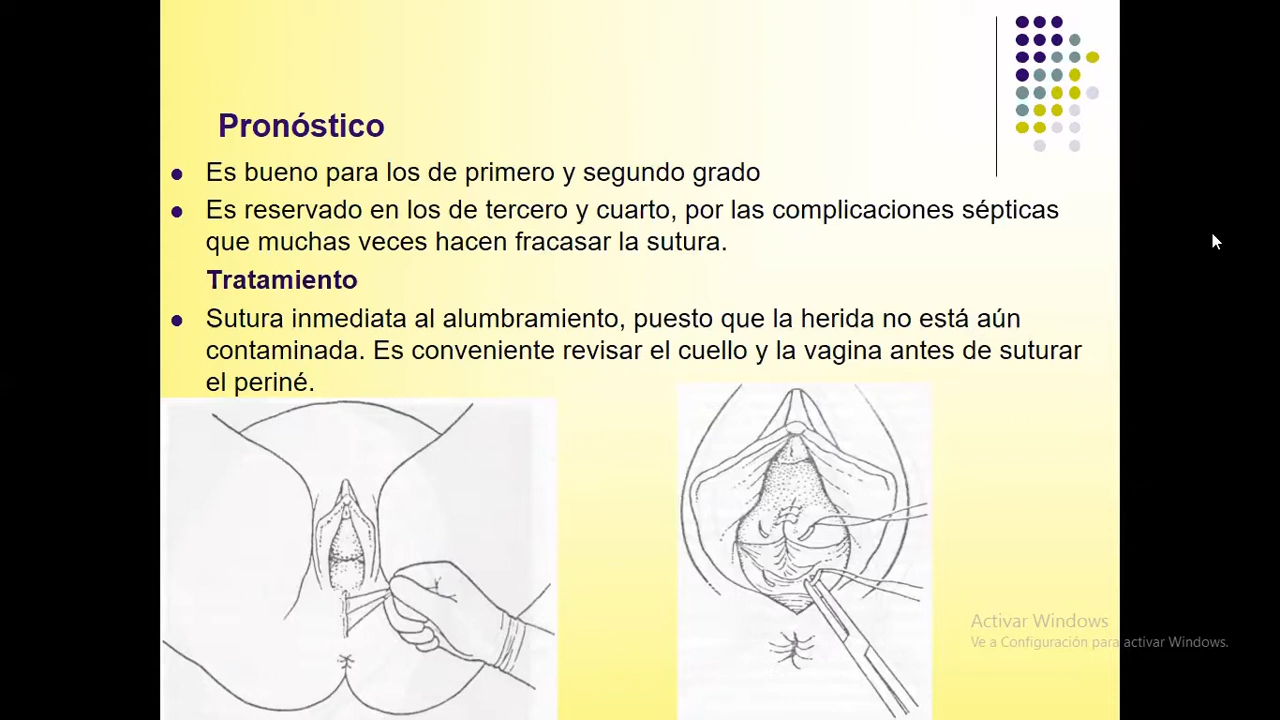 Pronóstico
Es bueno para los de primero y segundo grado
Es reservado en los de tercero y cuarto, por las complicaciones sépticas
que muchas veces hacen fracasar la sutura.
Tratamiento
Sutura inmediata al alumbramiento, puesto que la herida no está aún
contaminada. Es conveniente revisar el cuello y la vagina antes de suturar
el periné.
Activar Windows
Ve a Configuración para activar Windows.